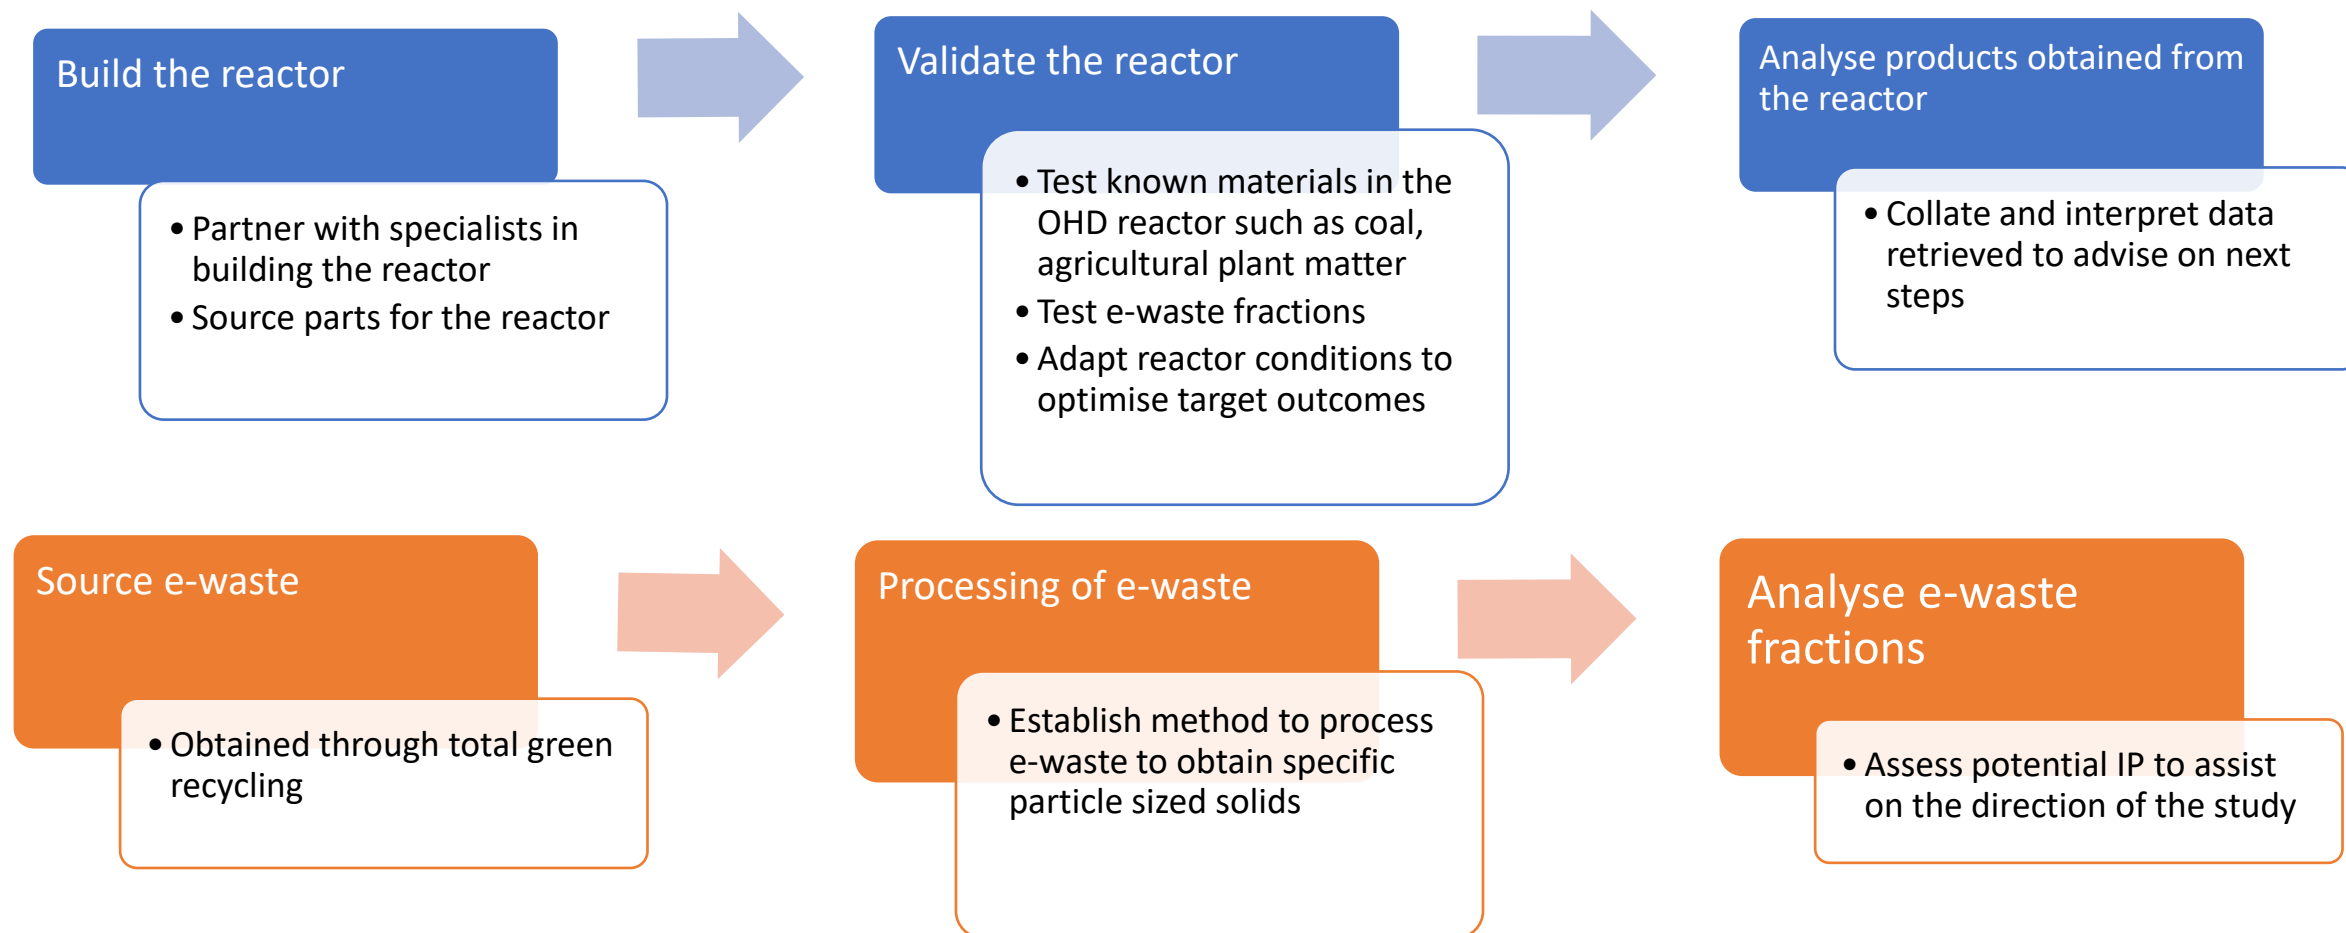 Build the reactor
• Partner with specialists in
building the reactor
• Source parts for the reactor
Validate the reactor
• Test known materials in the
OHD reactor such as coal,
agricultural plant matter
• Test e-waste fractions
• Adapt reactor conditions to
optimise target outcomes
Analyse products obtained from
the reactor
• Collate and interpret data
retrieved to advise on next
steps
Source e-waste
• Obtained through total green
recycling
Processing of e-waste
• Establish method to process
e-waste to obtain specific
particle sized solids
Analyse e-waste
fractions
• Assess potential IP to assist
on the direction of the study